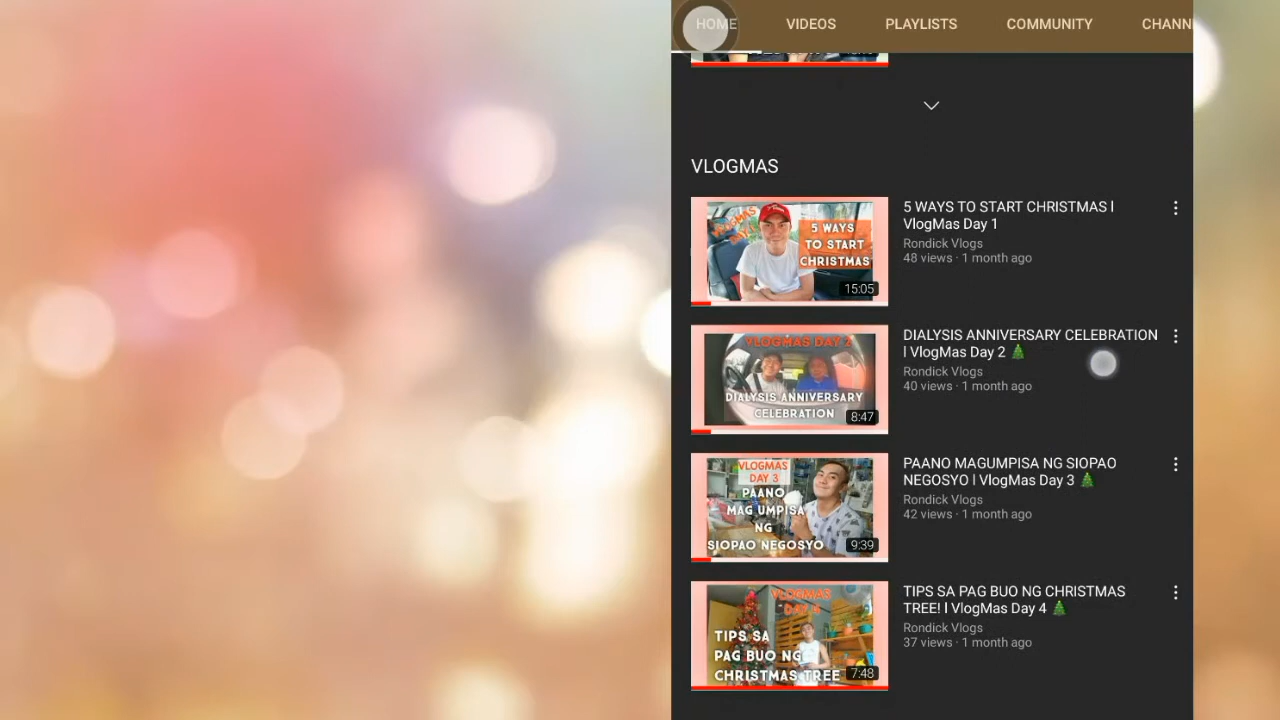 HOME VIDEOS PLAYLISTS COMMUNITY CHANN
VLOGMAS
VLOGMAS
5 WAYS
TO START
CHRISTMAS
15:05
5 WAYS TO START CHRISTMAS l
VlogMas Day 1
Rondick Vlogs
48 views · 1 month ago
VLOGMAS DAY 2
DIALYSIS ANNIVERSARY
CELEBRATION
8:47
DIALYSIS ANNIVERSARY CELEBRATION
l VlogMas Day 2 🎄
Rondick Vlogs
40 views · 1 month ago
VLOGMAS
DAY 3
PAANO
MAG UMPISA
NG
SIOPAO NEGOSYO
9:39
PAANO MAGUMPISA NG SIOPAO
NEGOSYO l VlogMas Day 3 🎄
Rondick Vlogs
42 views · 1 month ago
VLOGMAS
DAY 4
TIPS SA
PAG BUO NG
CHRISTMAS TREE
7:48
TIPS SA PAG BUO NG CHRISTMAS
TREE! l VlogMas Day 4 🎄
Rondick Vlogs
37 views · 1 month ago